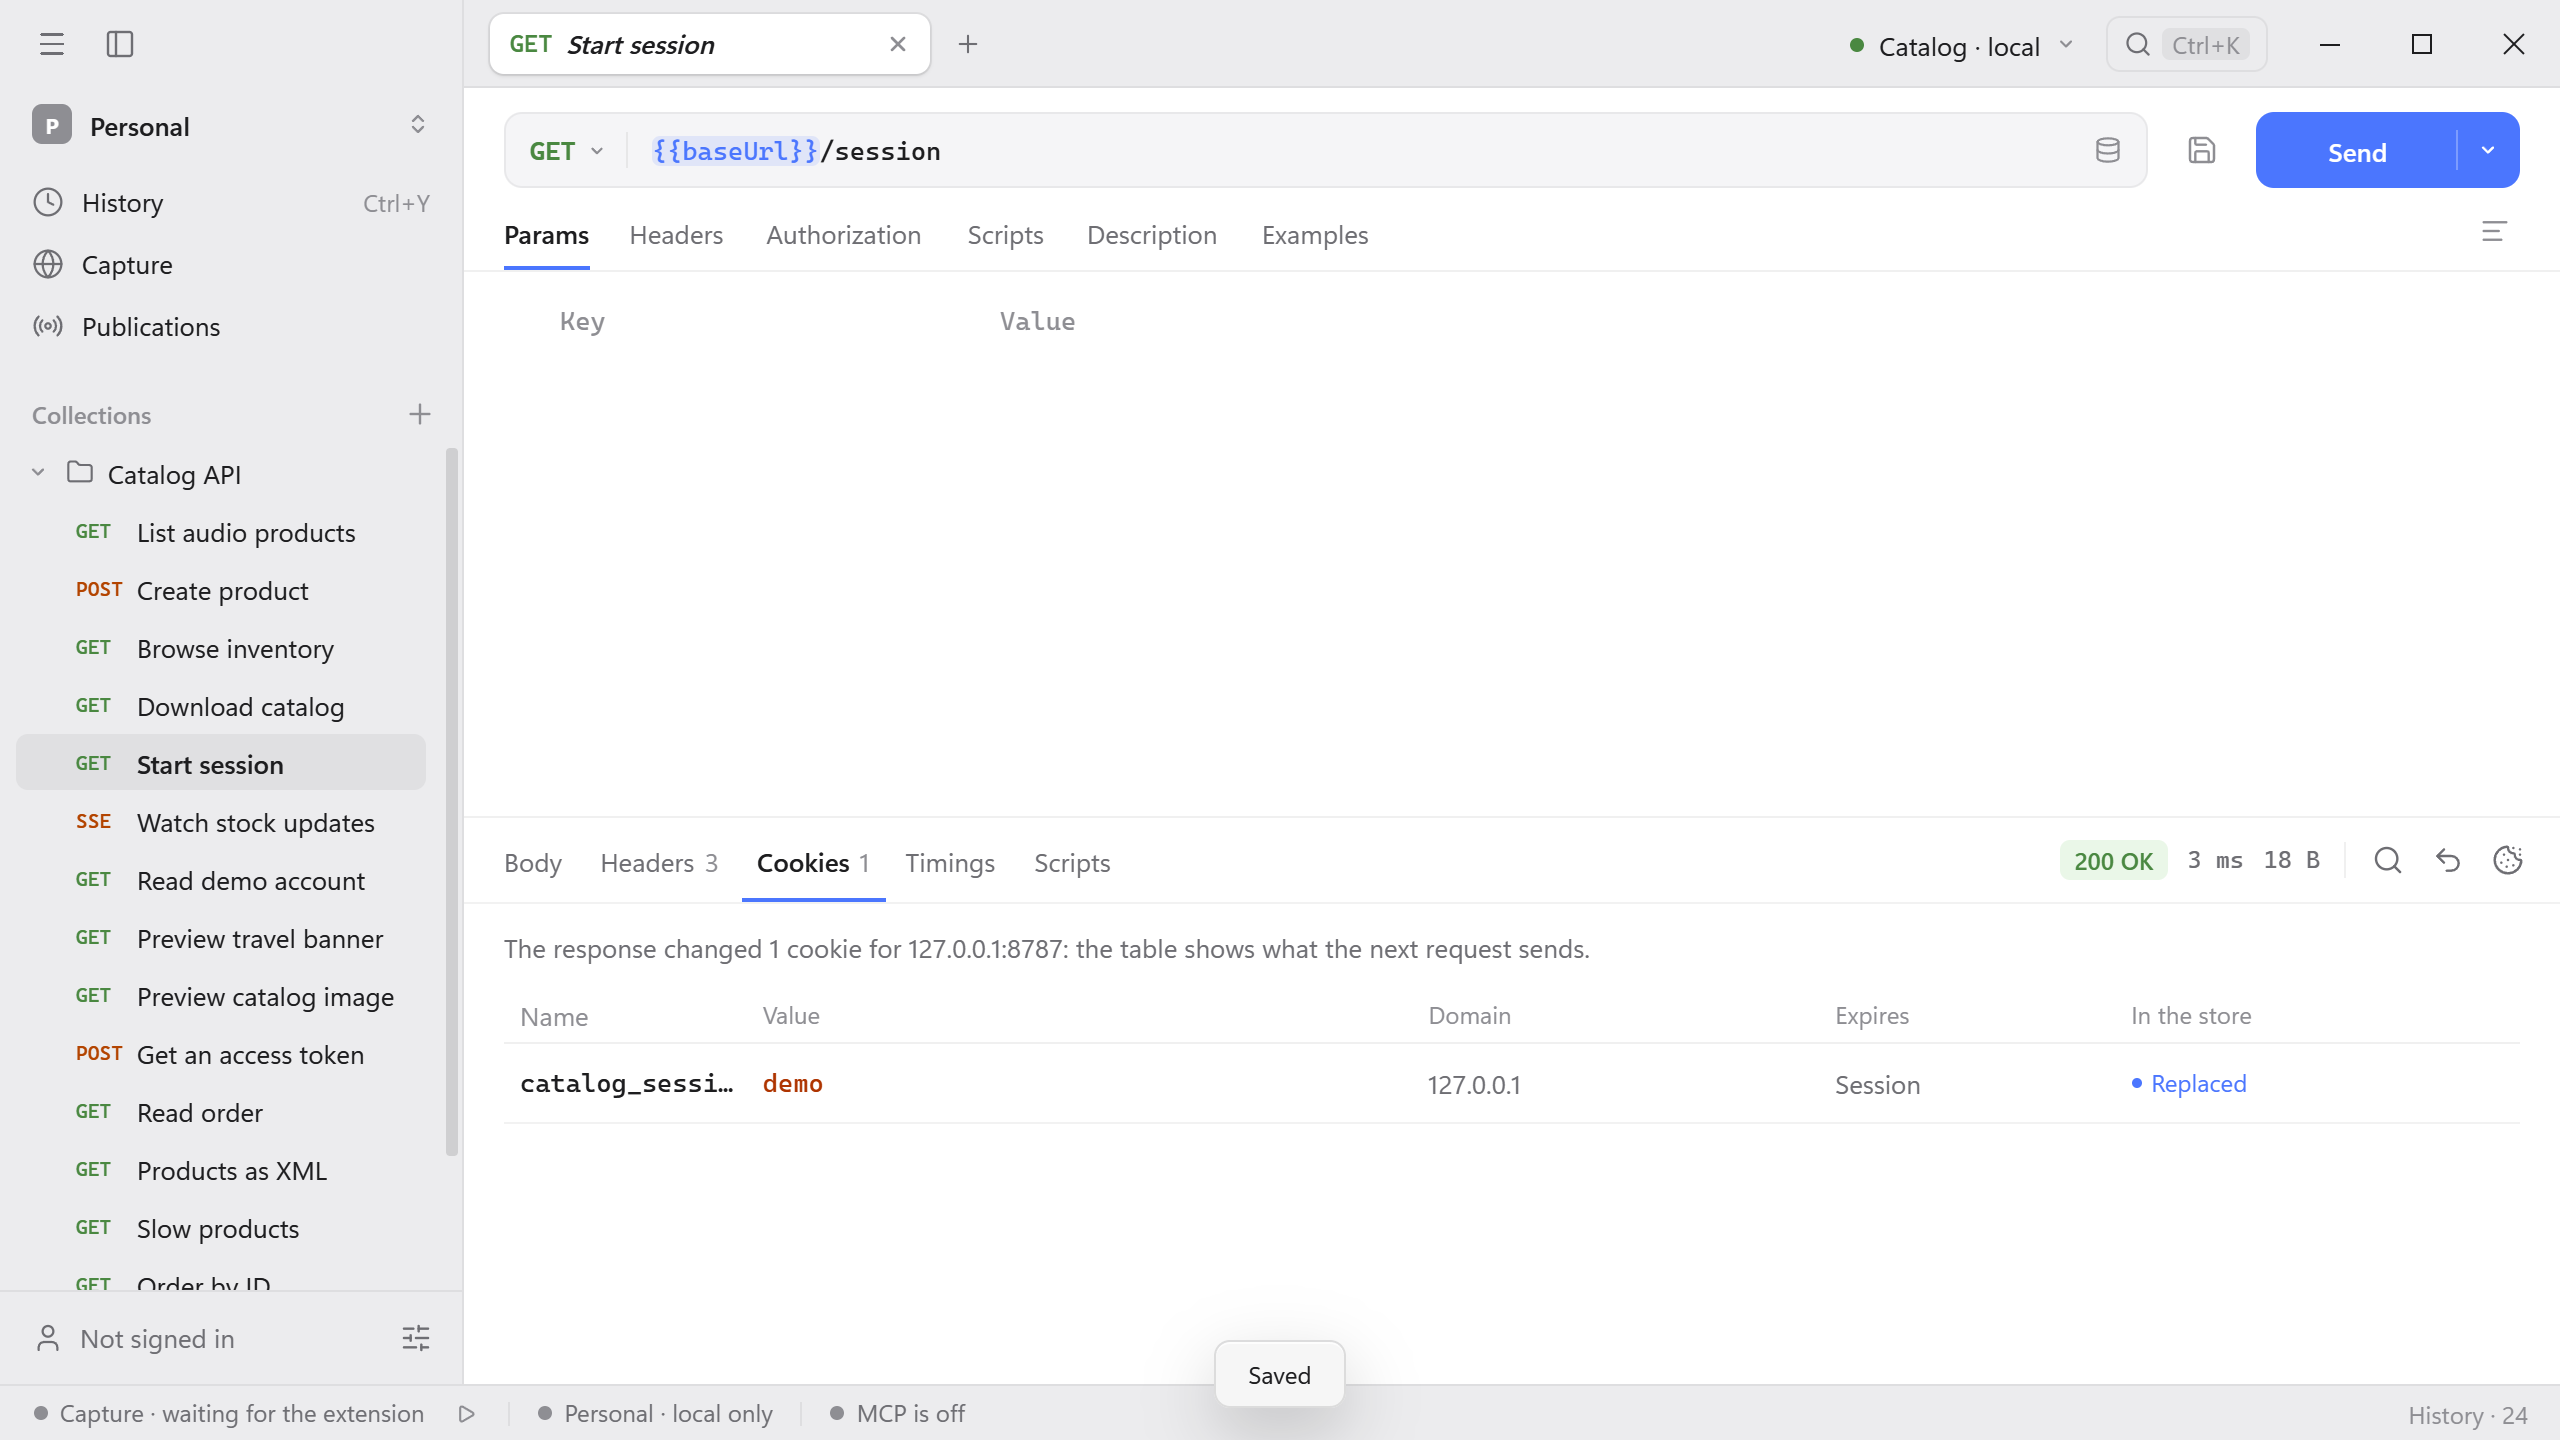 GET Start session
Catalog · local
Ctrl+K
P Personal
History Ctrl+Y
Capture
Publications
Collections
Catalog API
GET List audio products
POST Create product
GET Browse inventory
GET Download catalog
GET Start session
SSE Watch stock updates
GET Read demo account
GET Preview travel banner
GET Preview catalog image
POST Get an access token
GET Read order
GET Products as XML
GET Slow products
GET Order by ID
Not signed in
GET {{baseUrl}}/session
Send
Params Headers Authorization Scripts Description Examples
Key Value
Body Headers 3 Cookies 1 Timings Scripts
200 OK 3 ms 18 B
The response changed 1 cookie for 127.0.0.1:8787: the table shows what the next request sends.
Name Value Domain Expires In the store
catalog_sessi… demo 127.0.0.1 Session Replaced
Saved
Capture · waiting for the extension
Personal · local only
MCP is off
History · 24